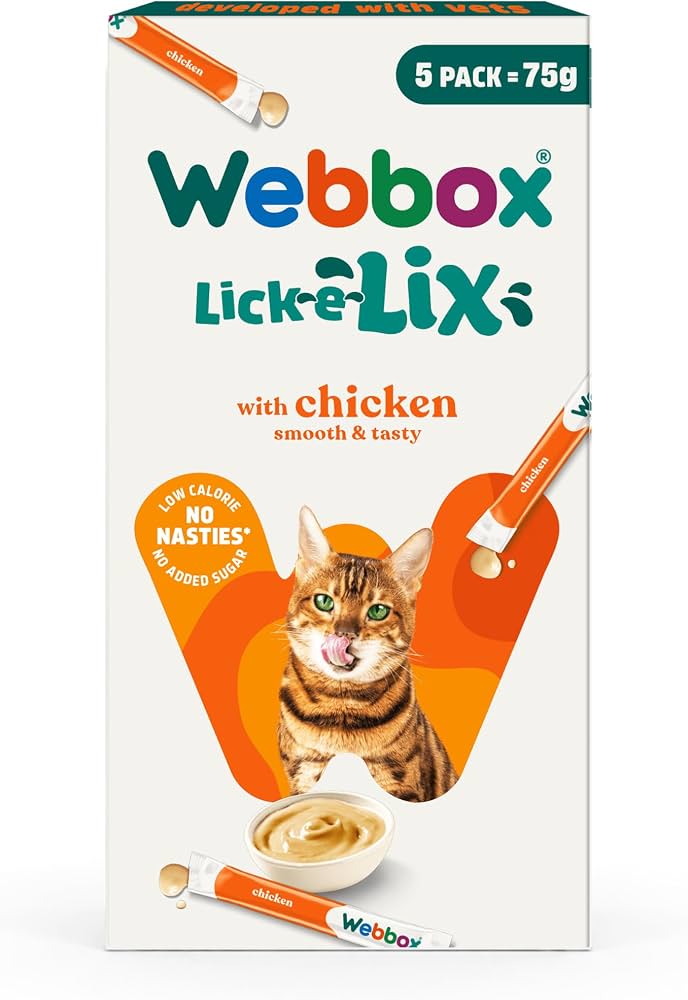 developed with vets
chicken
5 PACK = 75g
Webbox®
Lick-e-Lix
with chicken
smooth & tasty
W
chicken
LOW CALORIE
NO
NASTIES*
NO ADDED SUGAR
chicken
Webbox